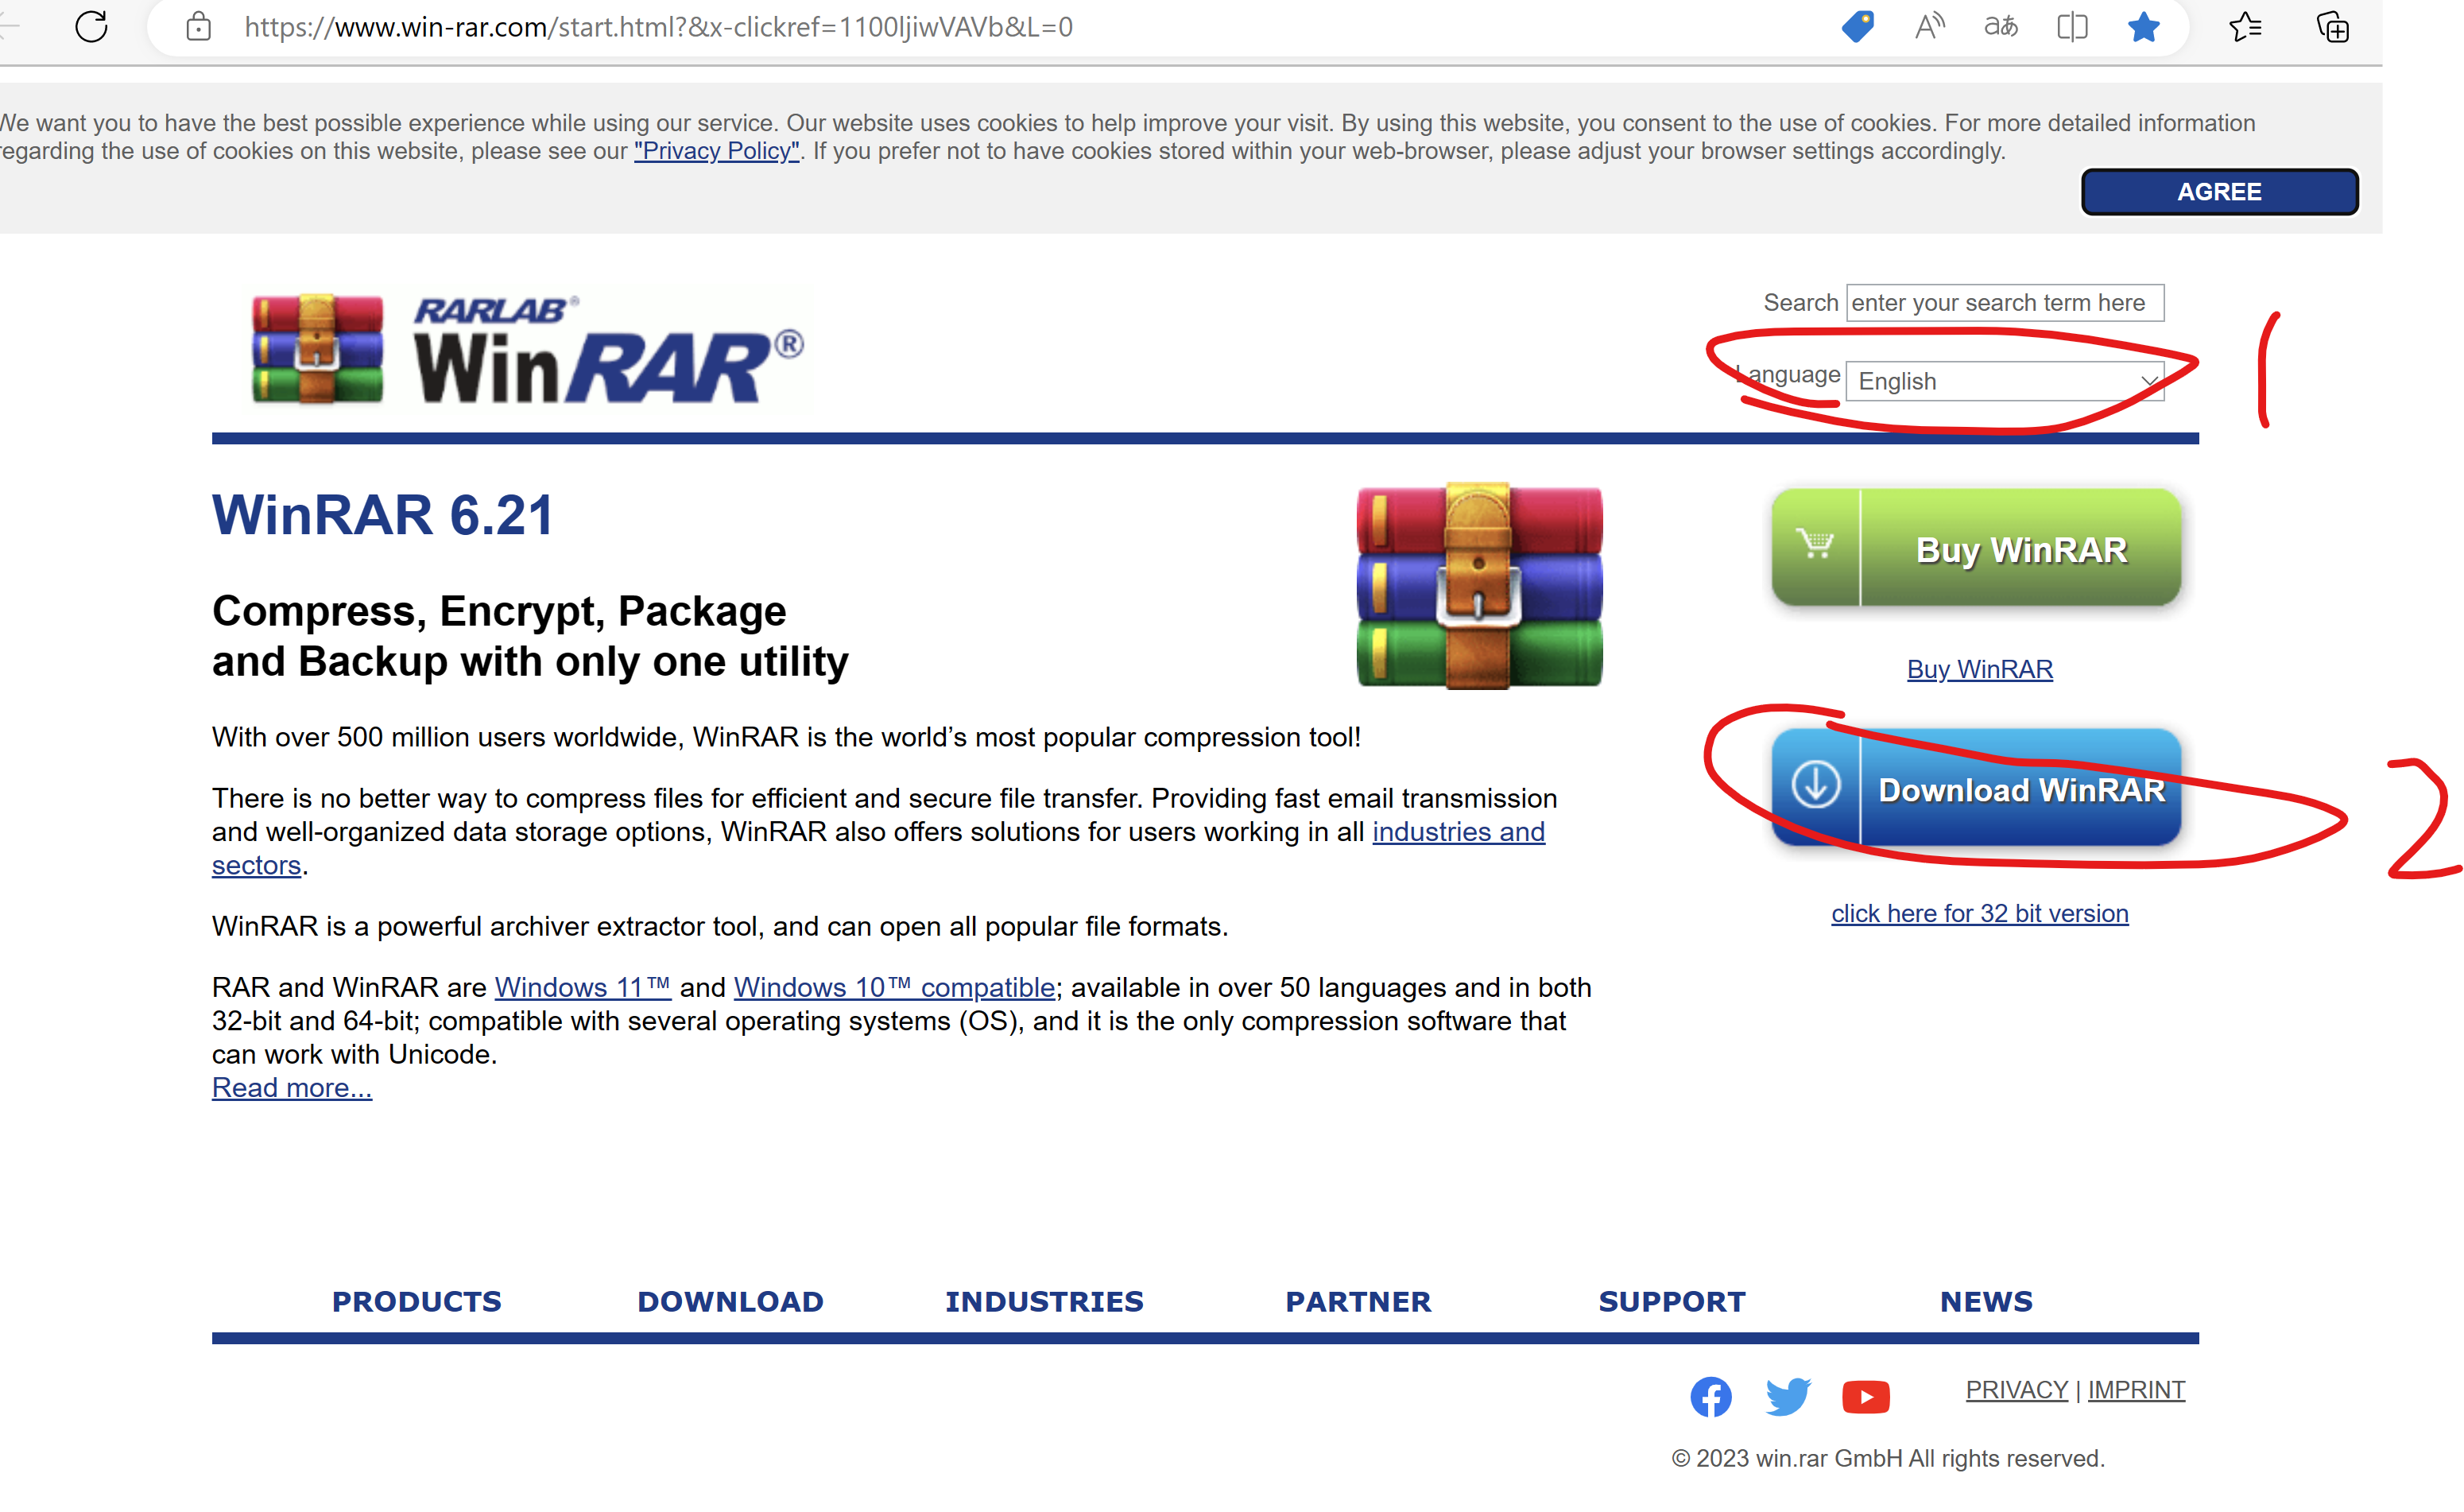 https://www.win-rar.com/start.html?&x-clickref=1100ljiwVAVb&L=0
We want you to have the best possible experience while using our service. Our website uses cookies to help improve your visit. By using this website, you consent to the use of cookies. For more detailed information
regarding the use of cookies on this website, please see our "Privacy Policy". If you prefer not to have cookies stored within your web-browser, please adjust your browser settings accordingly.
AGREE
RARLAB®
WinRAR®
Search enter your search term here
Language English
1
WinRAR 6.21
Compress, Encrypt, Package
and Backup with only one utility
Buy WinRAR
Buy WinRAR
With over 500 million users worldwide, WinRAR is the world’s most popular compression tool!
There is no better way to compress files for efficient and secure file transfer. Providing fast email transmission
and well-organized data storage options, WinRAR also offers solutions for users working in all industries and
sectors.
Download WinRAR
2
click here for 32 bit version
WinRAR is a powerful archiver extractor tool, and can open all popular file formats.
RAR and WinRAR are Windows 11™ and Windows 10™ compatible; available in over 50 languages and in both
32-bit and 64-bit; compatible with several operating systems (OS), and it is the only compression software that
can work with Unicode.
Read more...
PRODUCTS DOWNLOAD INDUSTRIES PARTNER SUPPORT NEWS
PRIVACY | IMPRINT
© 2023 win.rar GmbH All rights reserved.